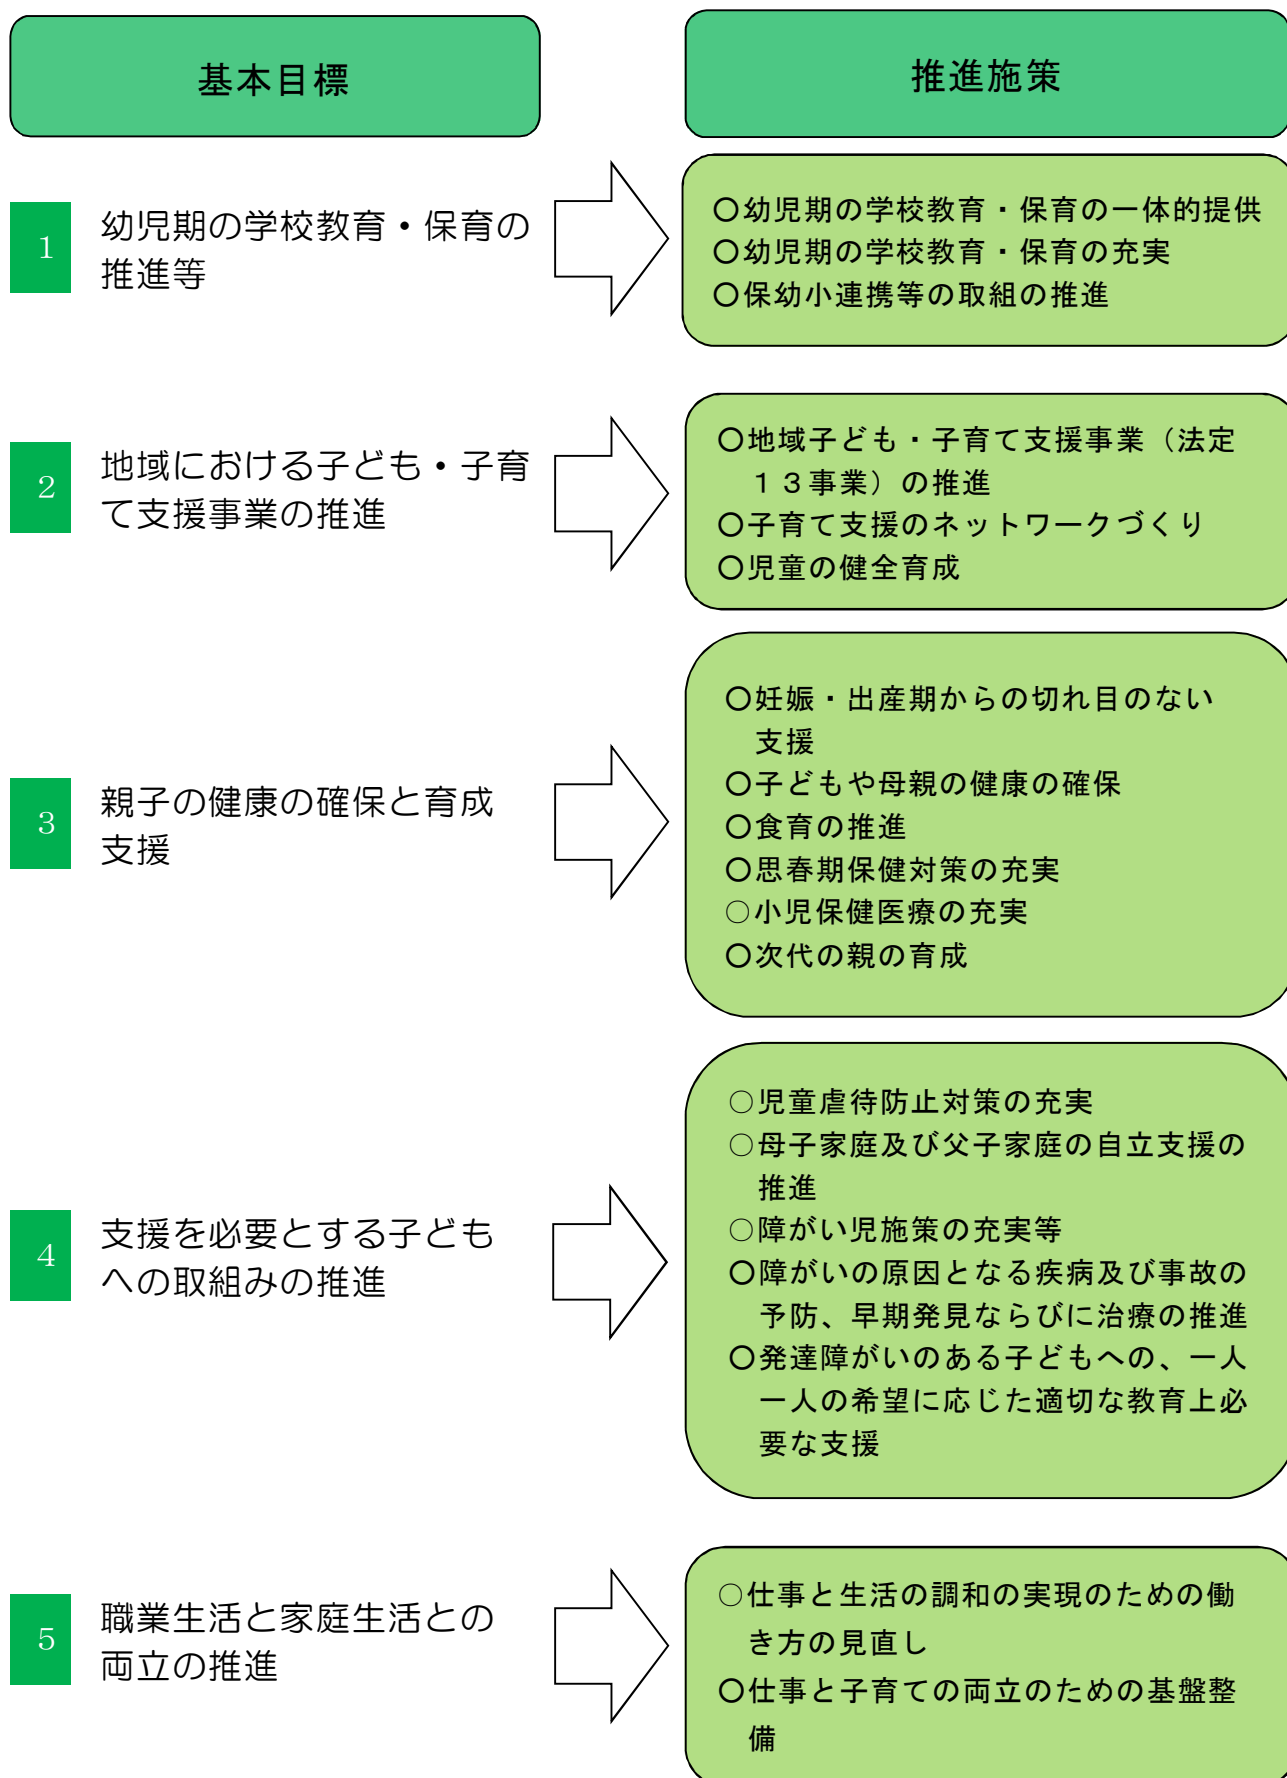 基本目標
推進施策
1
幼児期の学校教育・保育の
推進等
〇幼児期の学校教育・保育の一体的提供
〇幼児期の学校教育・保育の充実
〇保幼小連携等の取組の推進
2
地域における子ども・子育
て支援事業の推進
〇地域子ども・子育て支援事業（法定
１３事業）の推進
〇子育て支援のネットワークづくり
〇児童の健全育成
3
親子の健康の確保と育成
支援
〇妊娠・出産期からの切れ目のない
支援
〇子どもや母親の健康の確保
〇食育の推進
〇思春期保健対策の充実
○小児保健医療の充実
〇次代の親の育成
4
支援を必要とする子ども
への取組みの推進
○児童虐待防止対策の充実
○母子家庭及び父子家庭の自立支援の
推進
○障がい児施策の充実等
〇障がいの原因となる疾病及び事故の
予防、早期発見ならびに治療の推進
〇発達障がいのある子どもへの、一人
一人の希望に応じた適切な教育上必
要な支援
5
職業生活と家庭生活との
両立の推進
○仕事と生活の調和の実現のための働
き方の見直し
〇仕事と子育ての両立のための基盤整
備